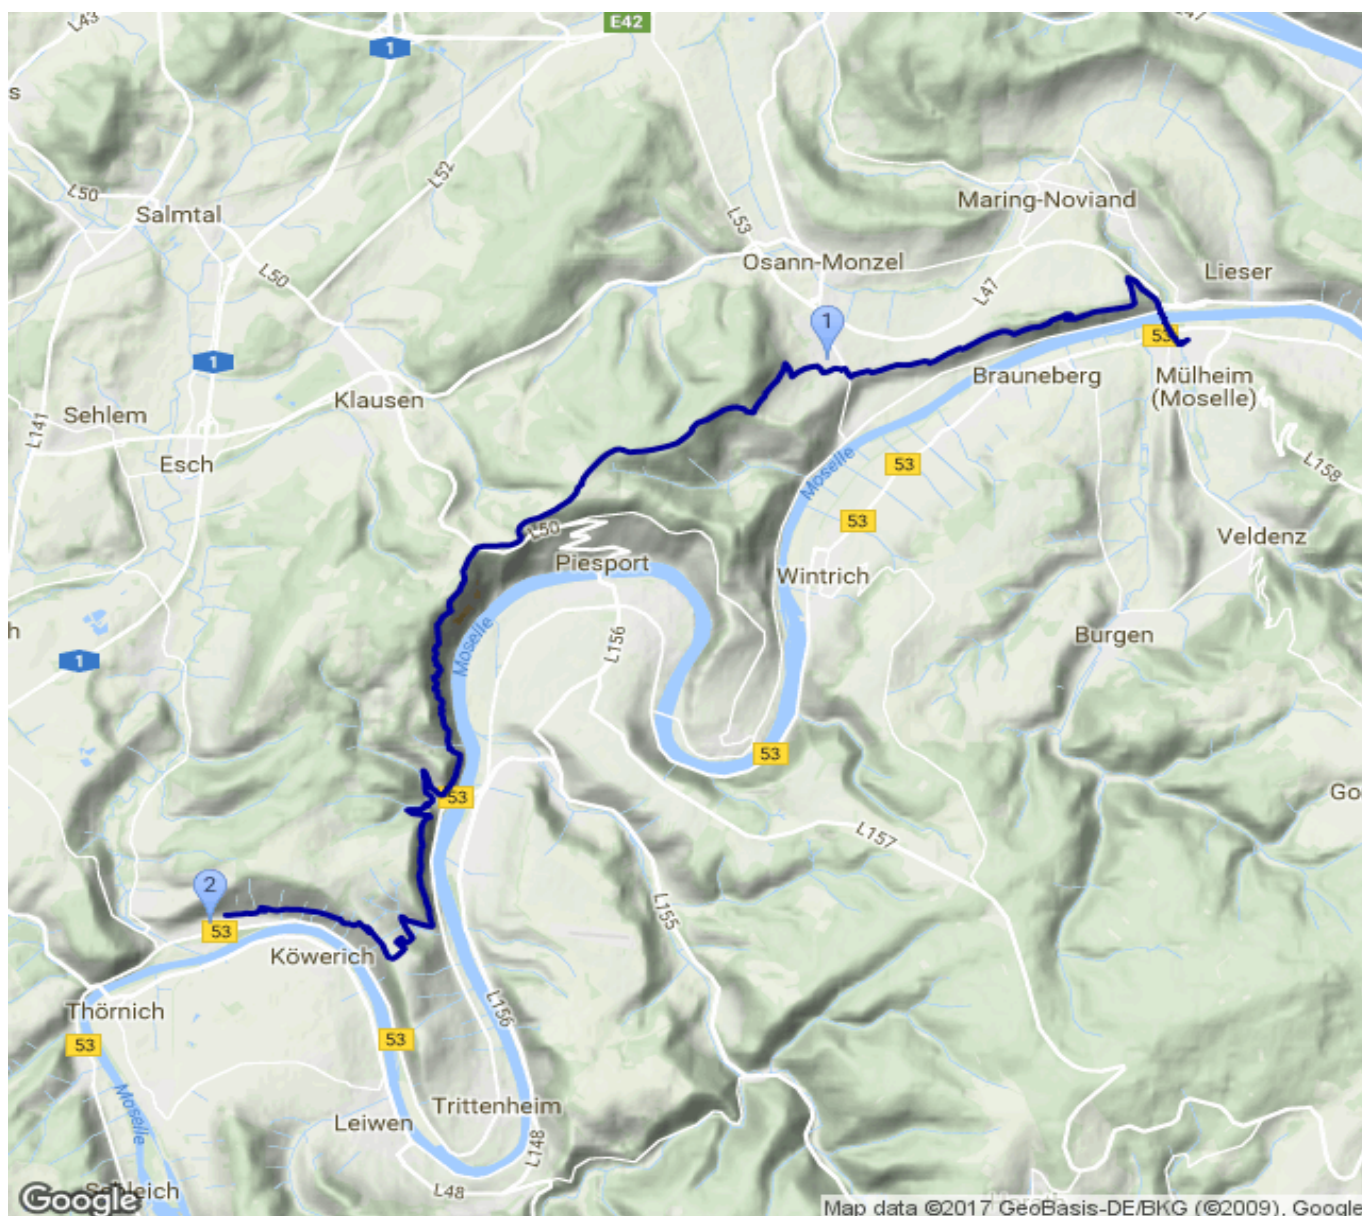 L43
E42
L47
1
s
L52
L50
Salmtal
L53
Maring-Noviand
Osann-Monzel
Lieser
L50
L47
1
1
53
Brauneberg
Mülheim
(Moselle)
Klausen
Sehlem
L141
Esch
Moselle
53
L158
53
L50
Piesport
Wintrich
Veldenz
h
Moselle
L156
Burgen
1
53
53
Go
L157
2
53
L155
Köwerich
Thörnich
L156
53
53
Moselle
Leiwen
Trittenheim
L148
L48
Schleich
Google
Map data ©2017 GeoBasis-DE/BKG (©2009), Google